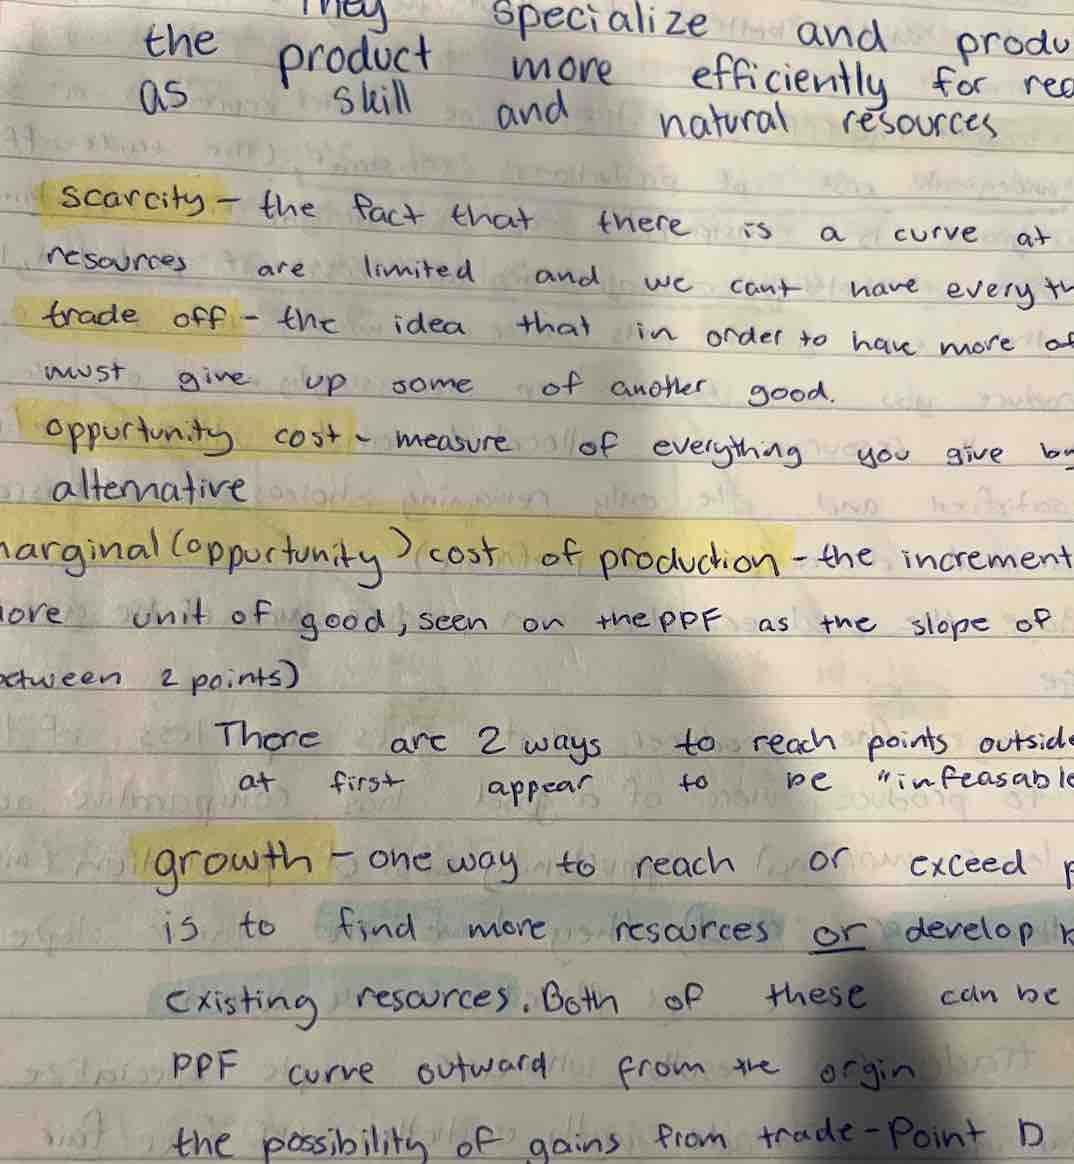 They specialize and produ
the product more efficiently for rea
as skill and natural resources
scarcity - the fact that there is a curve at
resources are limited and we cant have everyth
trade off - the idea that in order to have more of
must give up some of another good.
oppurtunity cost - measure of everything you give
alternative
marginal (oppurtunity) cost of production - the increment
more unit of good, seen on the PPF as the slope of
between 2 points)
There are 2 ways to reach points outside
at first appear to be "infeasable
growth - one way to reach or exceed
is to find more resources or develop
existing resources. Both of these can be
PPF curve outward from the orgin
the possibility of gains from trade - Point D